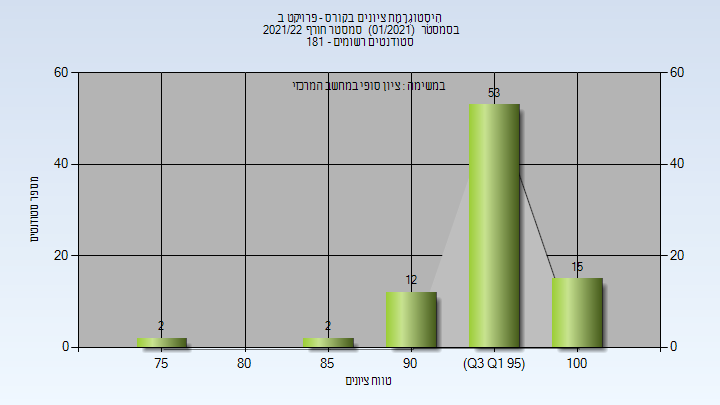 היסטוגרמת ציונים בקורס - פרויקט ב
בסמסטר (01/2021) סמסטר חורף 2021/22
סטודנטים רשומים - 181
במשימה : ציון סופי במחשב המרכזי
60 60
53
40 40
מספר סטודנטים
20 20
2 2 12 15
0 0
75 80 85 90 (Q3 Q1 95) 100
טווח ציונים